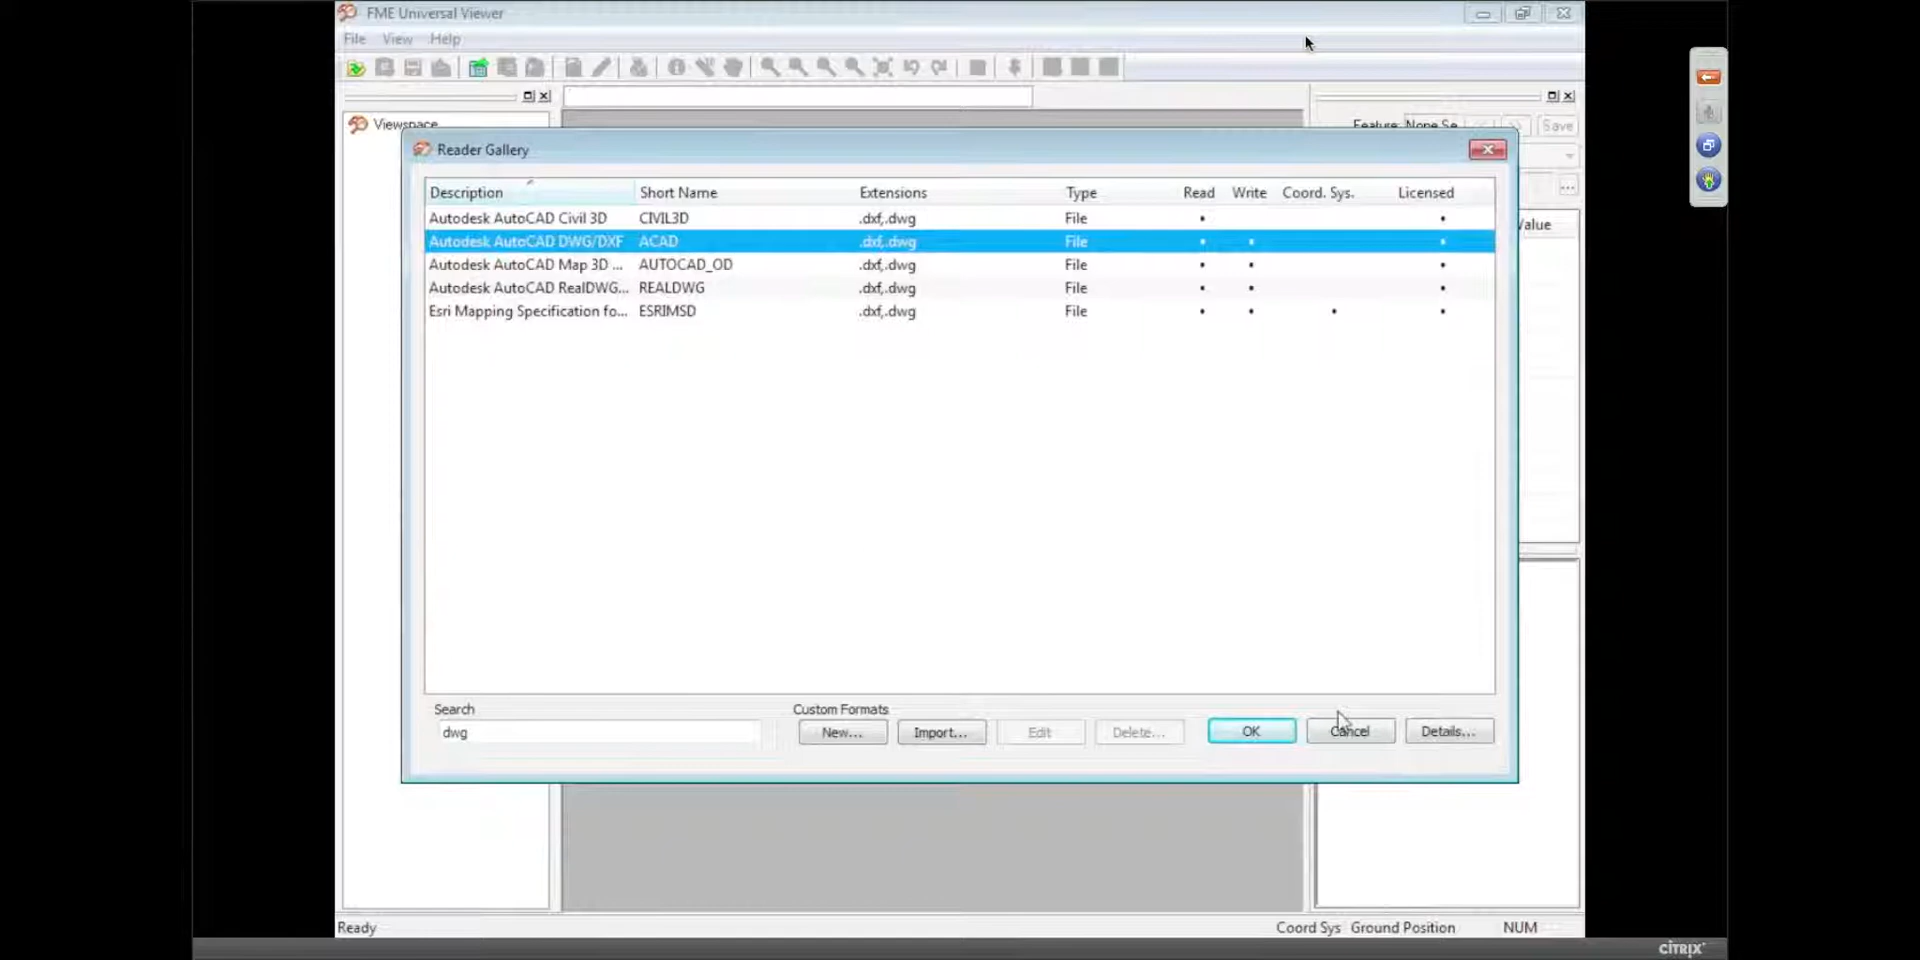 FME Universal Viewer
File View Help
Viewspace
Feature: None Se
Save
Reader Gallery
Description Short Name Extensions Type Read Write Coord. Sys. Licensed
Value
Autodesk AutoCAD Civil 3D CIVIL3D .dxf,.dwg File • •
Autodesk AutoCAD DWG/DXF ACAD .dxf,.dwg File • • •
Autodesk AutoCAD Map 3D ... AUTOCAD_OD .dxf,.dwg File • • •
Autodesk AutoCAD RealDWG... REALDWG .dxf,.dwg File • • •
Esri Mapping Specification fo... ESRIMSD .dxf,.dwg File • • • •
Search
Custom Formats
dwg
New... Import... Edit Delete... OK Cancel Details...
Ready
Coord Sys Ground Position NUM
CITRIX